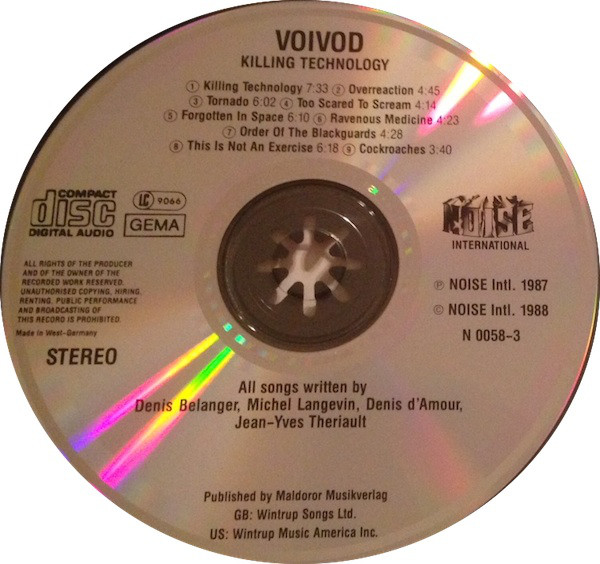 VOIVOD
KILLING TECHNOLOGY
① Killing Technology 7:33 ② Overreaction 4:45
③ Tornado 6:02 ④ Too Scared To Scream 4:14
⑤ Forgotten In Space 6:10 ⑥ Ravenous Medicine 4:23
⑦ Order Of The Blackguards 4:28
⑧ This Is Not An Exercise 6:18 ⑨ Cockroaches 3:40
COMPACT
disc
DIGITAL AUDIO
LC 9066
GEMA
NOISE
INTERNATIONAL
ALL RIGHTS OF THE PRODUCER
AND OF THE OWNER OF THE
RECORDED WORK RESERVED.
UNAUTHORISED COPYING, HIRING,
RENTING, PUBLIC PERFORMANCE
AND BROADCASTING OF
THIS RECORD IS PROHIBITED.
Made in West-Germany
STEREO
℗ NOISE Intl. 1987
© NOISE Intl. 1988
N 0058-3
All songs written by
Denis Belanger, Michel Langevin, Denis d'Amour,
Jean-Yves Theriault
Published by Maldoror Musikverlag
GB: Wintrup Songs Ltd.
US: Wintrup Music America Inc.